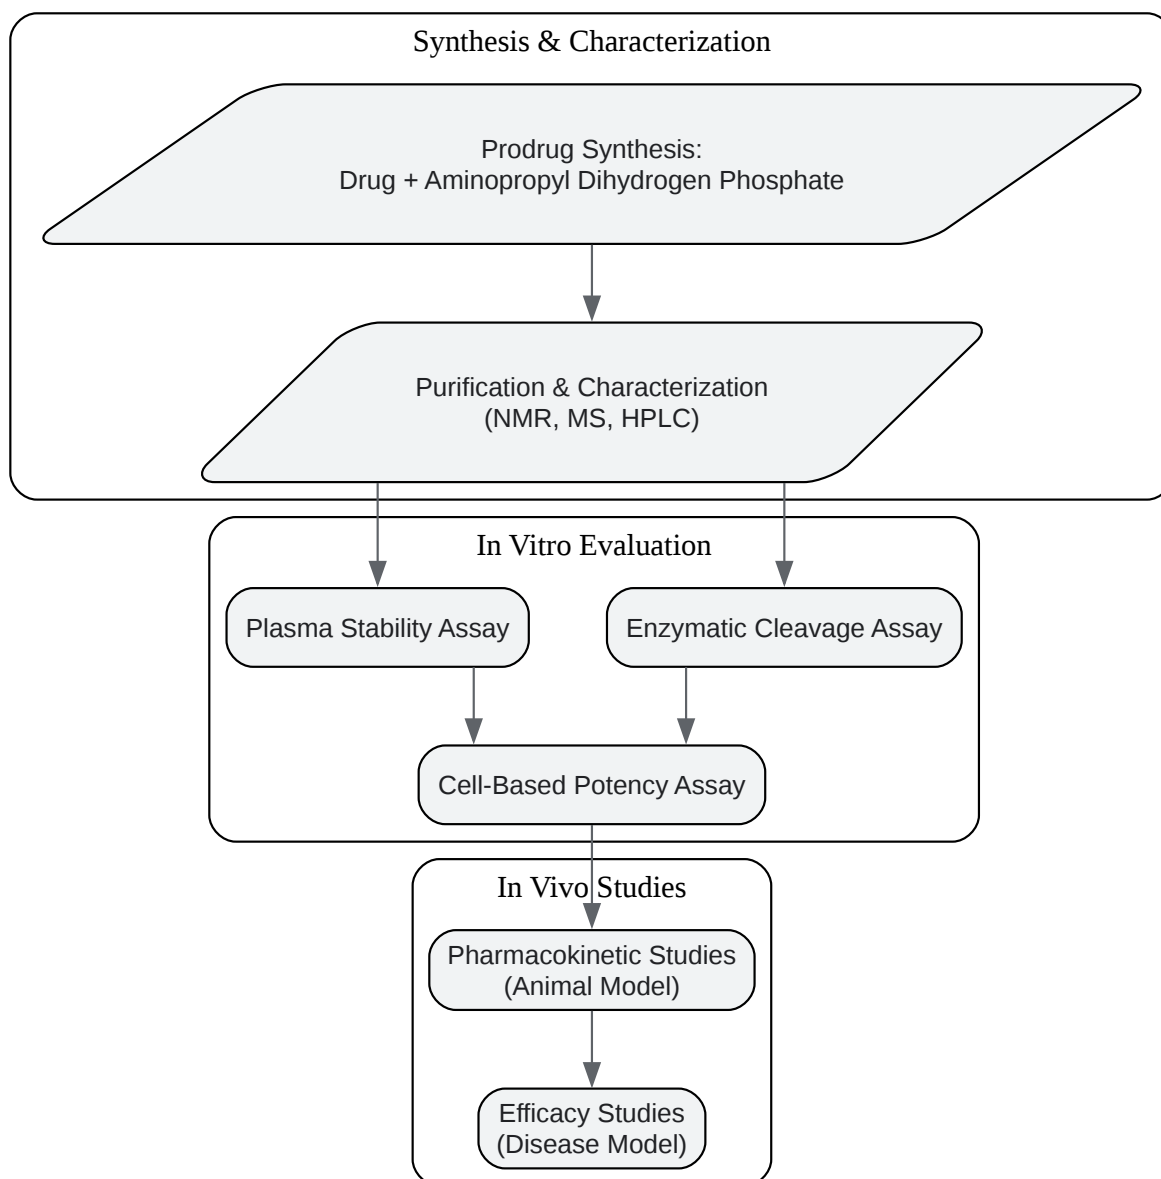 Synthesis & Characterization
Prodrug Synthesis:
Drug + Aminopropyl Dihydrogen Phosphate
Purification & Characterization
(NMR, MS, HPLC)
In Vitro Evaluation
Plasma Stability Assay
Enzymatic Cleavage Assay
Cell-Based Potency Assay
In Vivo Studies
Pharmacokinetic Studies
(Animal Model)
Efficacy Studies
(Disease Model)